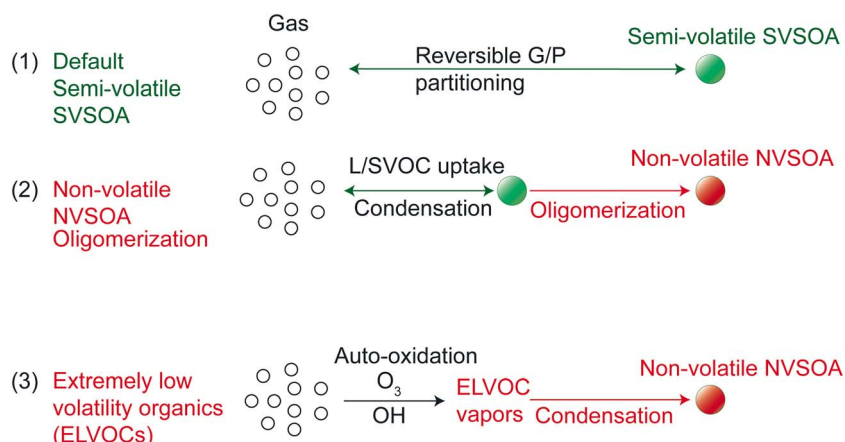 Gas
(1) Default
Semi-volatile
SVSOA
Reversible G/P
partitioning
Semi-volatile SVSOA
(2) Non-volatile
NVSOA
Oligomerization
L/SVOC uptake
Condensation
Oligomerization
Non-volatile NVSOA
(3) Extremely low
volatility organics
(ELVOCs)
Auto-oxidation
O3
OH
ELVOC
vapors
Condensation
Non-volatile NVSOA